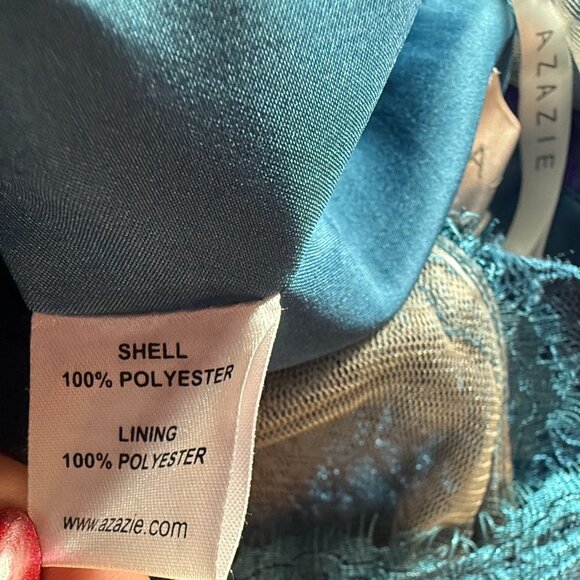 SHELL
100% POLYESTER
LINING
100% POLYESTER
www.azazie.com
AZAZIE
A